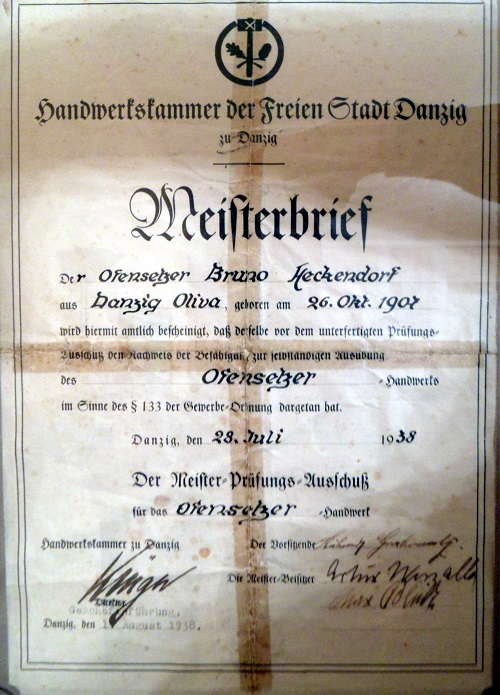 Handwerkskammer der Freien Stadt Danzig
zu Danzig
Meisterbrief
Der Ofensetzer Bruno Heckendorf
aus Danzig Oliva, geboren am 26. Okt. 1907
wird hiermit amtlich bescheinigt, daß derselbe vor dem unterfertigten Prüfungs-
Ausschuß den Nachweis der Befähigung zur selbständigen Ausübung
des Ofensetzer -Handwerks
im Sinne des § 133 der Gewerbe-Ordnung dargetan hat.
Danzig, den 28. Juli 1938
Der Meister-Prüfungs-Ausschuß
für das Ofensetzer -Handwerk
Handwerkskammer zu Danzig Der Vorsitzende
Die Meister-Beisitzer Artur
Geschäftsführung.
Danzig, den August 1938.